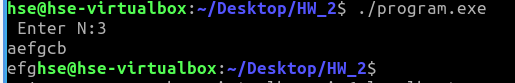 hse@hse-virtualbox:~/Desktop/HW_2$ ./program.exe
Enter N:3
aefgcb
efghse@hse-virtualbox:~/Desktop/HW_2$